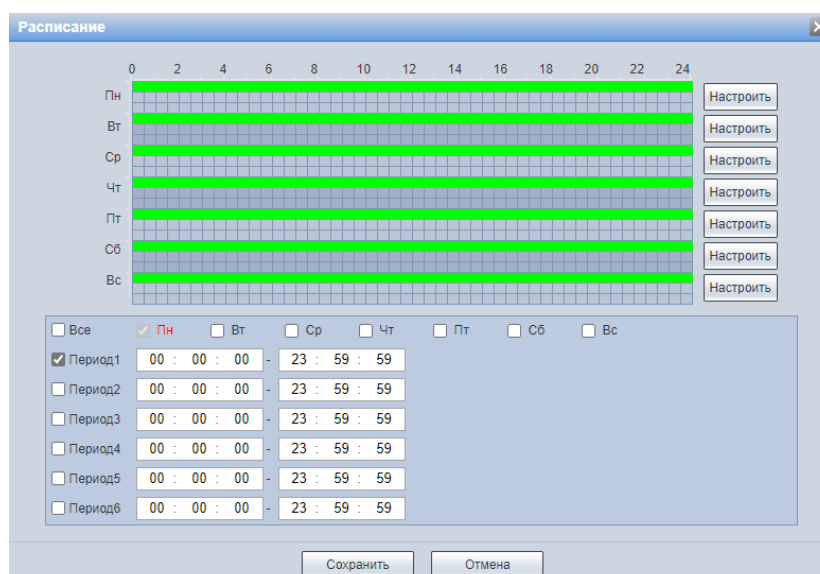 Расписание
0 2 4 6 8 10 12 14 16 18 20 22 24
Пн Настроить
Вт Настроить
Ср Настроить
Чт Настроить
Пт Настроить
Сб Настроить
Вс Настроить
Все Пн Вт Ср Чт Пт Сб Вс
Период1 00 : 00 : 00 - 23 : 59 : 59
Период2 00 : 00 : 00 - 23 : 59 : 59
Период3 00 : 00 : 00 - 23 : 59 : 59
Период4 00 : 00 : 00 - 23 : 59 : 59
Период5 00 : 00 : 00 - 23 : 59 : 59
Период6 00 : 00 : 00 - 23 : 59 : 59
Сохранить Отмена